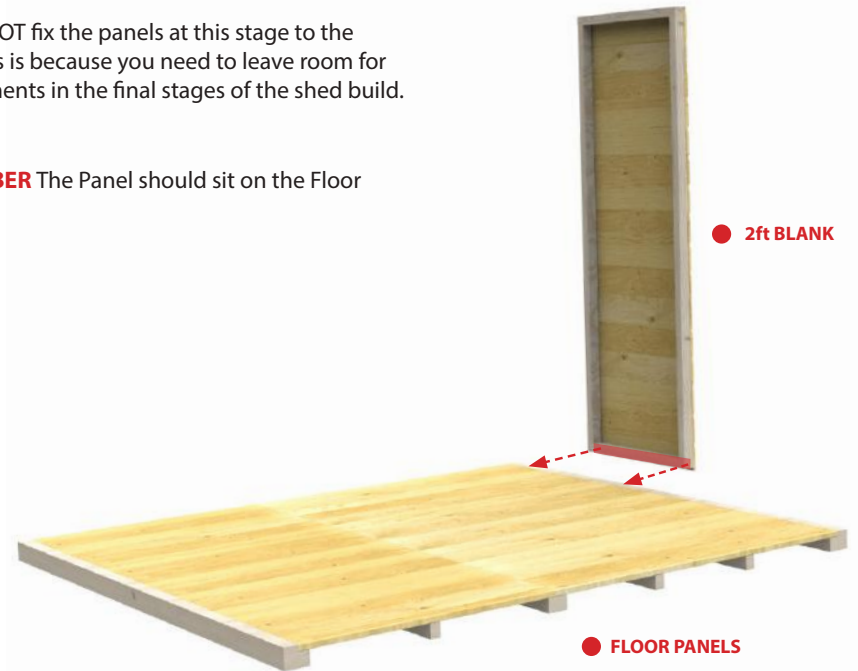 OT fix the panels at this stage to the
s is because you need to leave room for
nents in the final stages of the shed build.
BER The Panel should sit on the Floor
2ft BLANK
FLOOR PANELS